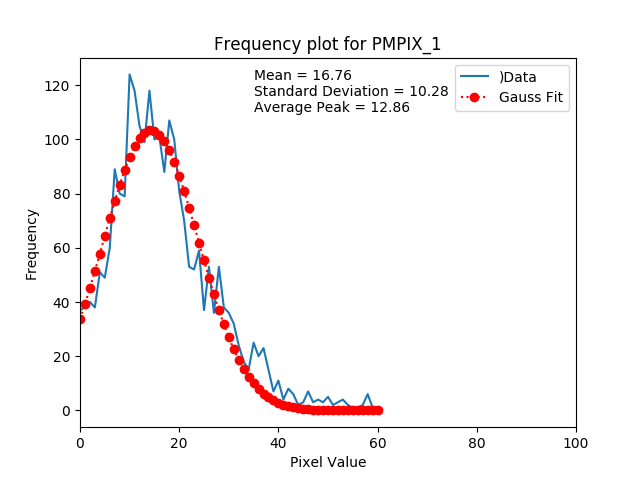 Frequency plot for PMPIX_1
Mean = 16.76
Standard Deviation = 10.28
Average Peak = 12.86
)Data
Gauss Fit
Frequency
120
100
80
60
40
20
0
0 20 40 60 80 100
Pixel Value